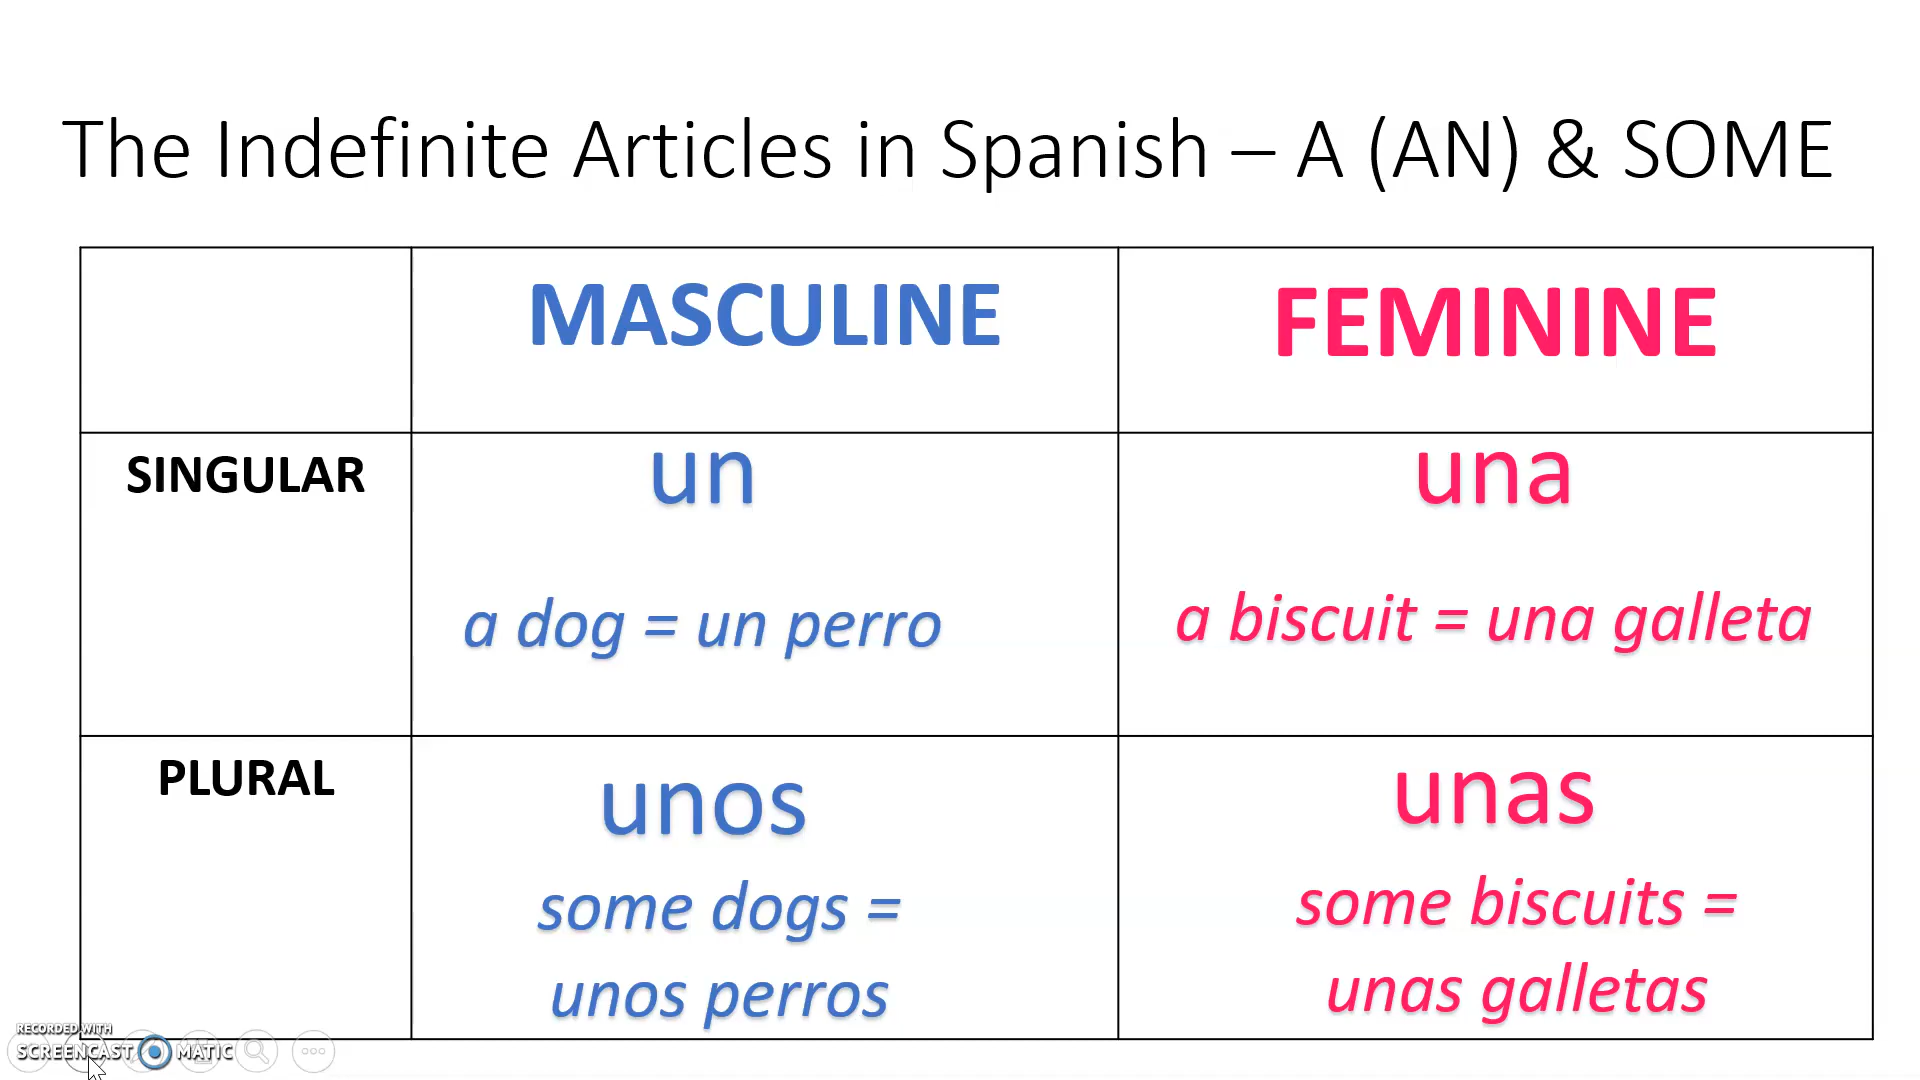 The Indefinite Articles in Spanish – A (AN) & SOME
MASCULINE
FEMININE
SINGULAR
un
a dog = un perro
una
a biscuit = una galleta
PLURAL
unos
some dogs =
unos perros
unas
some biscuits =
unas galletas
RECORDED WITH
SCREENCAST MATIC